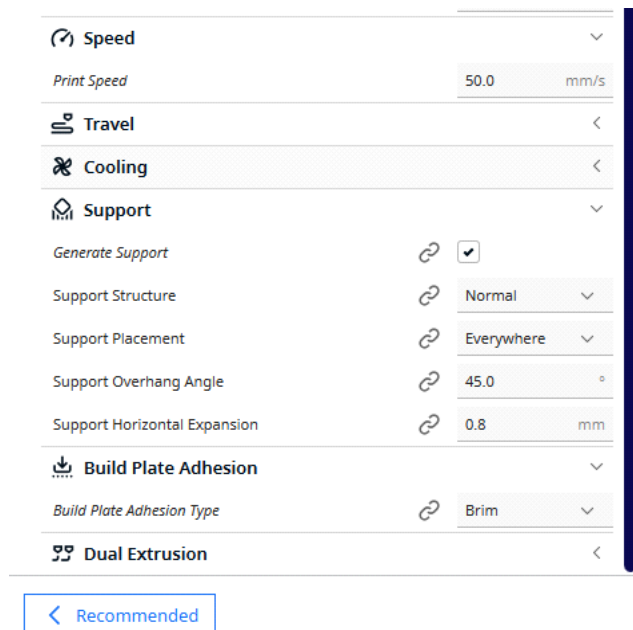 Speed
Print Speed 50.0 mm/s
Travel
Cooling
Support
Generate Support
Support Structure Normal
Support Placement Everywhere
Support Overhang Angle 45.0 °
Support Horizontal Expansion 0.8 mm
Build Plate Adhesion
Build Plate Adhesion Type Brim
Dual Extrusion
Recommended